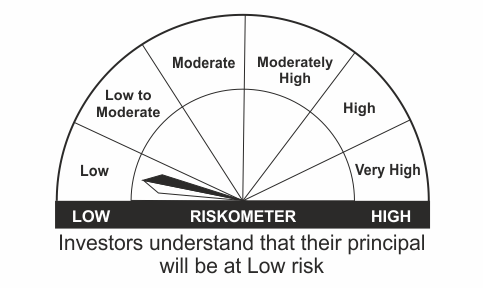 Moderate
Moderately
High
Low to
Moderate
High
Low
Very High
LOW RISKOMETER HIGH
Investors understand that their principal
will be at Low risk